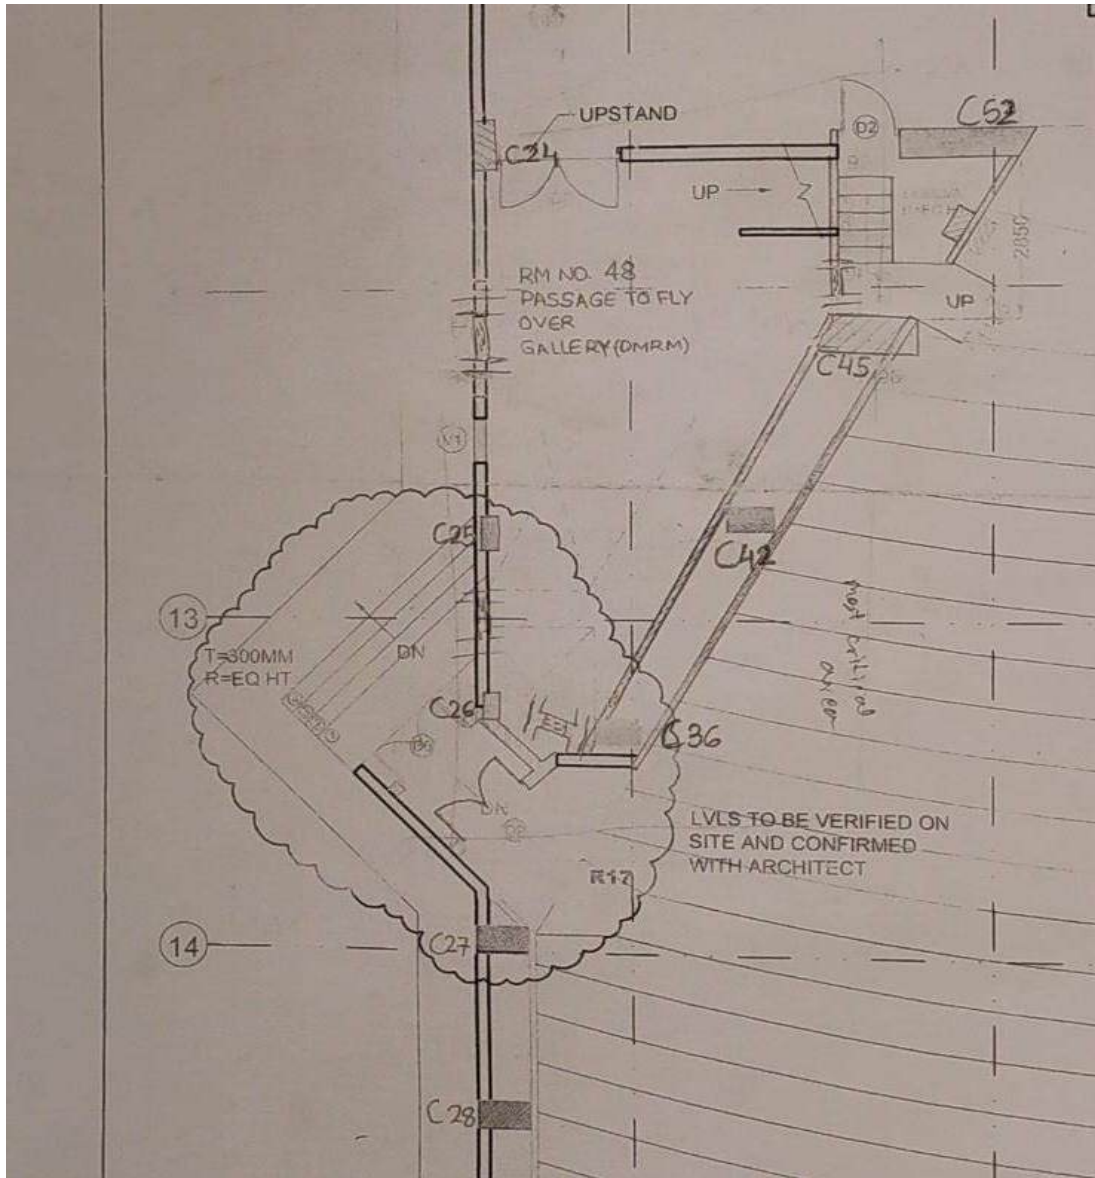 UPSTAND
C24
D2
C52
UP
2850
RM NO. 48
PASSAGE TO FLY
OVER
GALLERY (DMRM)
UP
C45
C25
C42
13
most critical
area
T=300MM
R=EQ HT
DN
C26
C36
DN
LVLS TO BE VERIFIED ON
SITE AND CONFIRMED
WITH ARCHITECT
14
C27
C28